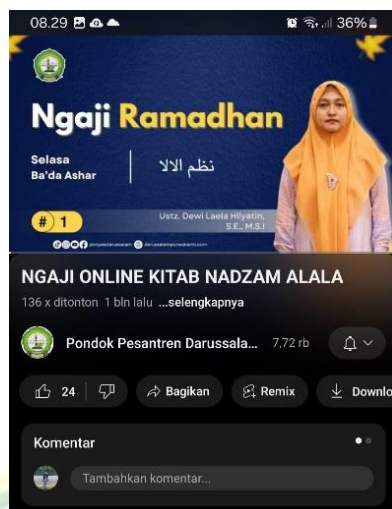 08.29 36%
Ngaji Ramadhan
Selasa
Ba'da Ashar
نظم الالا
# 1
Ustz. Dewi Laela Hilyatin,
S.E., M.S.I
NGAJI ONLINE KITAB NADZAM ALALA
136 x ditonton 1 bln lalu ...selengkapnya
Pondok Pesantren Darussala... 7,72 rb
24 Bagikan Remix Downlo
Komentar
Tambahkan komentar...